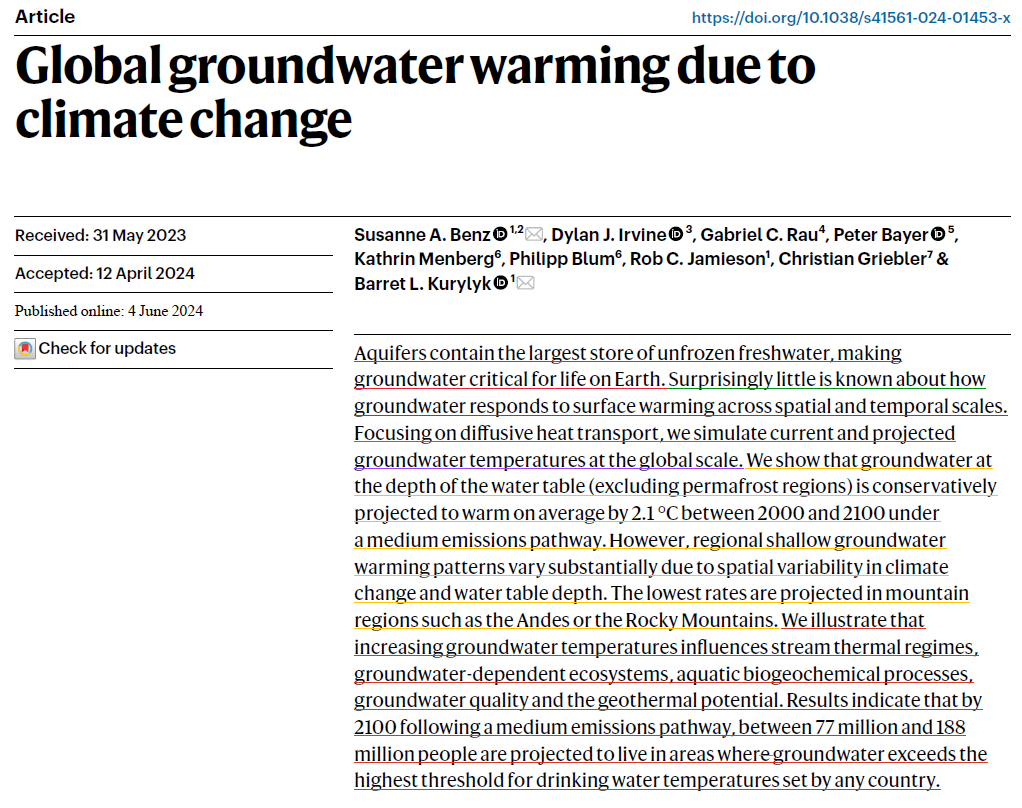 Article
https://doi.org/10.1038/s41561-024-01453-x
Global groundwater warming due to
climate change
Received: 31 May 2023
Accepted: 12 April 2024
Published online: 4 June 2024
Check for updates
Susanne A. Benz 1,2, Dylan J. Irvine 3, Gabriel C. Rau4, Peter Bayer 5,
Kathrin Menberg6, Philipp Blum6, Rob C. Jamieson1, Christian Griebler7 &
Barret L. Kurylyk 1
Aquifers contain the largest store of unfrozen freshwater, making
groundwater critical for life on Earth. Surprisingly little is known about how
groundwater responds to surface warming across spatial and temporal scales.
Focusing on diffusive heat transport, we simulate current and projected
groundwater temperatures at the global scale. We show that groundwater at
the depth of the water table (excluding permafrost regions) is conservatively
projected to warm on average by 2.1 °C between 2000 and 2100 under
a medium emissions pathway. However, regional shallow groundwater
warming patterns vary substantially due to spatial variability in climate
change and water table depth. The lowest rates are projected in mountain
regions such as the Andes or the Rocky Mountains. We illustrate that
increasing groundwater temperatures influences stream thermal regimes,
groundwater-dependent ecosystems, aquatic biogeochemical processes,
groundwater quality and the geothermal potential. Results indicate that by
2100 following a medium emissions pathway, between 77 million and 188
million people are projected to live in areas where groundwater exceeds the
highest threshold for drinking water temperatures set by any country.